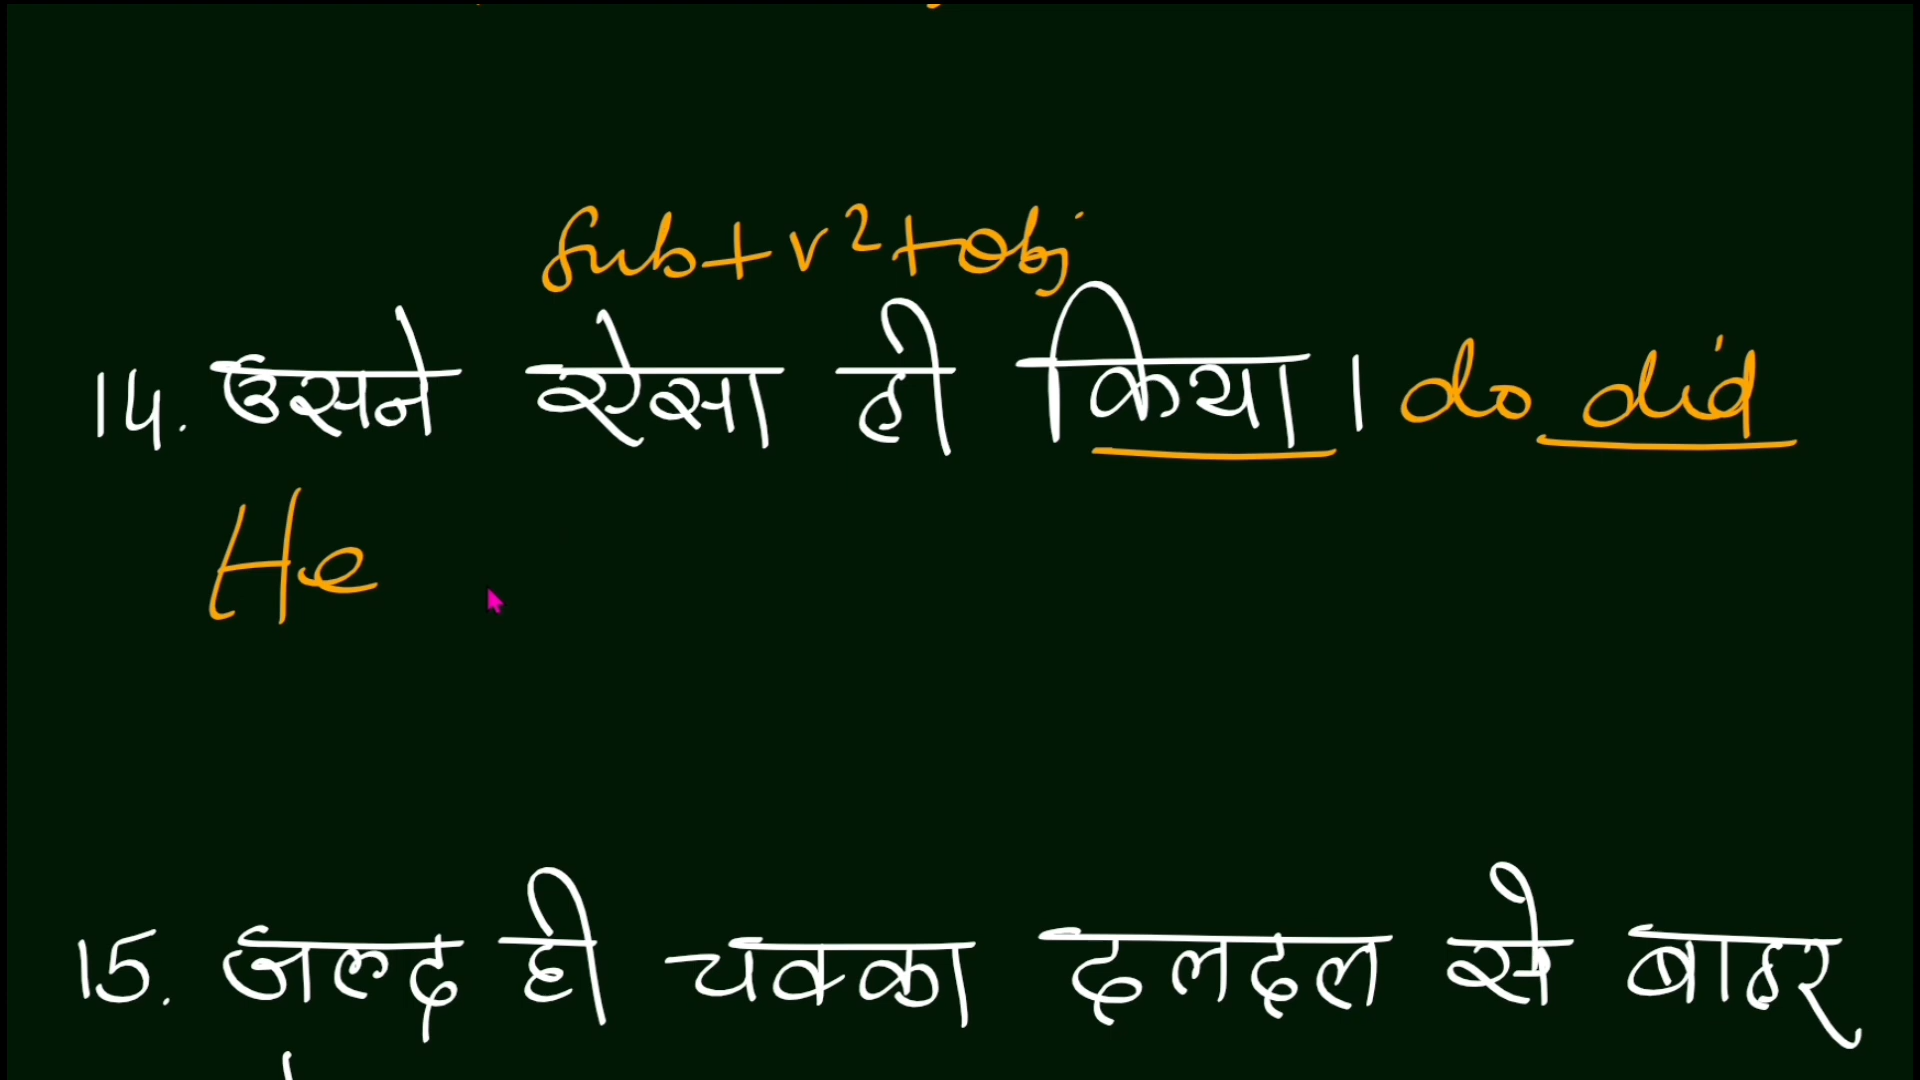 Sub+v²+obj
14. उसने ऐसा ही किया। do did
He
15. जल्द ही चक्का दलदल से बाहर